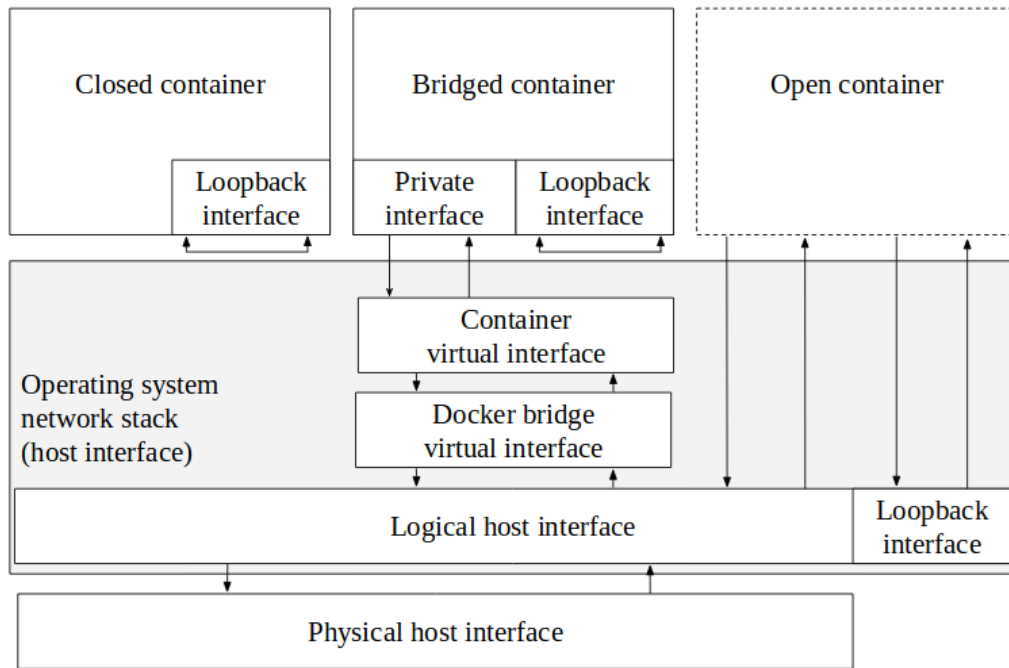 Closed container
Bridged container
Open container
Loopback
interface
Private
interface
Loopback
interface
Container
virtual interface
Operating system
network stack
(host interface)
Docker bridge
virtual interface
Logical host interface
Loopback
interface
Physical host interface